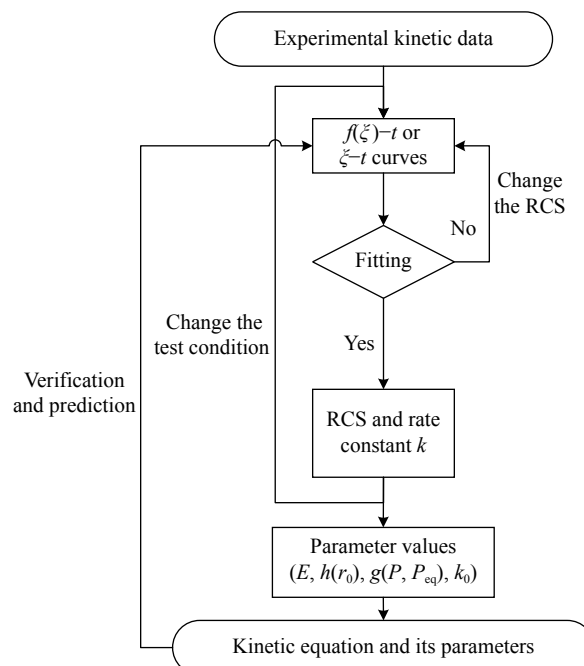 Experimental kinetic data
f(ξ)−t or
ξ−t curves
Change
the RCS
No
Fitting
Change the
test condition
Yes
Verification
and prediction
RCS and rate
constant k
Parameter values
(E, h(r₀), g(P, Pₑq), k₀)
Kinetic equation and its parameters